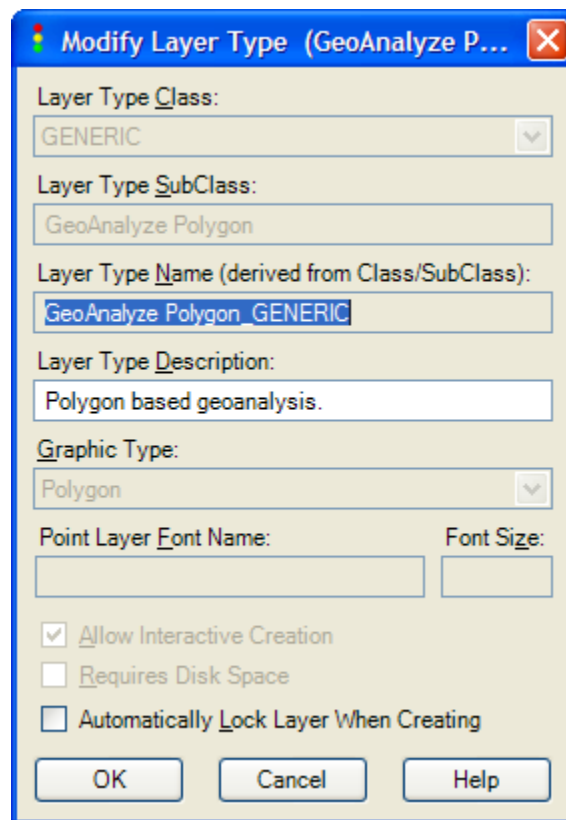 Modify Layer Type (GeoAnalyze P...
Layer Type Class:
GENERIC
Layer Type SubClass:
GeoAnalyze Polygon
Layer Type Name (derived from Class/SubClass):
GeoAnalyze Polygon_GENERIC
Layer Type Description:
Polygon based geoanalysis.
Graphic Type:
Polygon
Point Layer Font Name: Font Size:
Allow Interactive Creation
Requires Disk Space
Automatically Lock Layer When Creating
OK Cancel Help